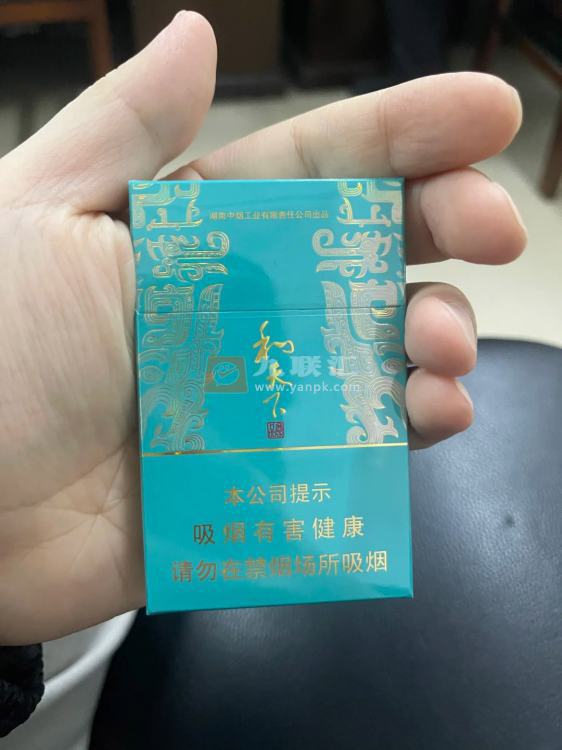 湖南中烟工业有限责任公司出品
和天下
联汇
www.yanpk.com
本公司提示
吸烟有害健康
请勿在禁烟场所吸烟